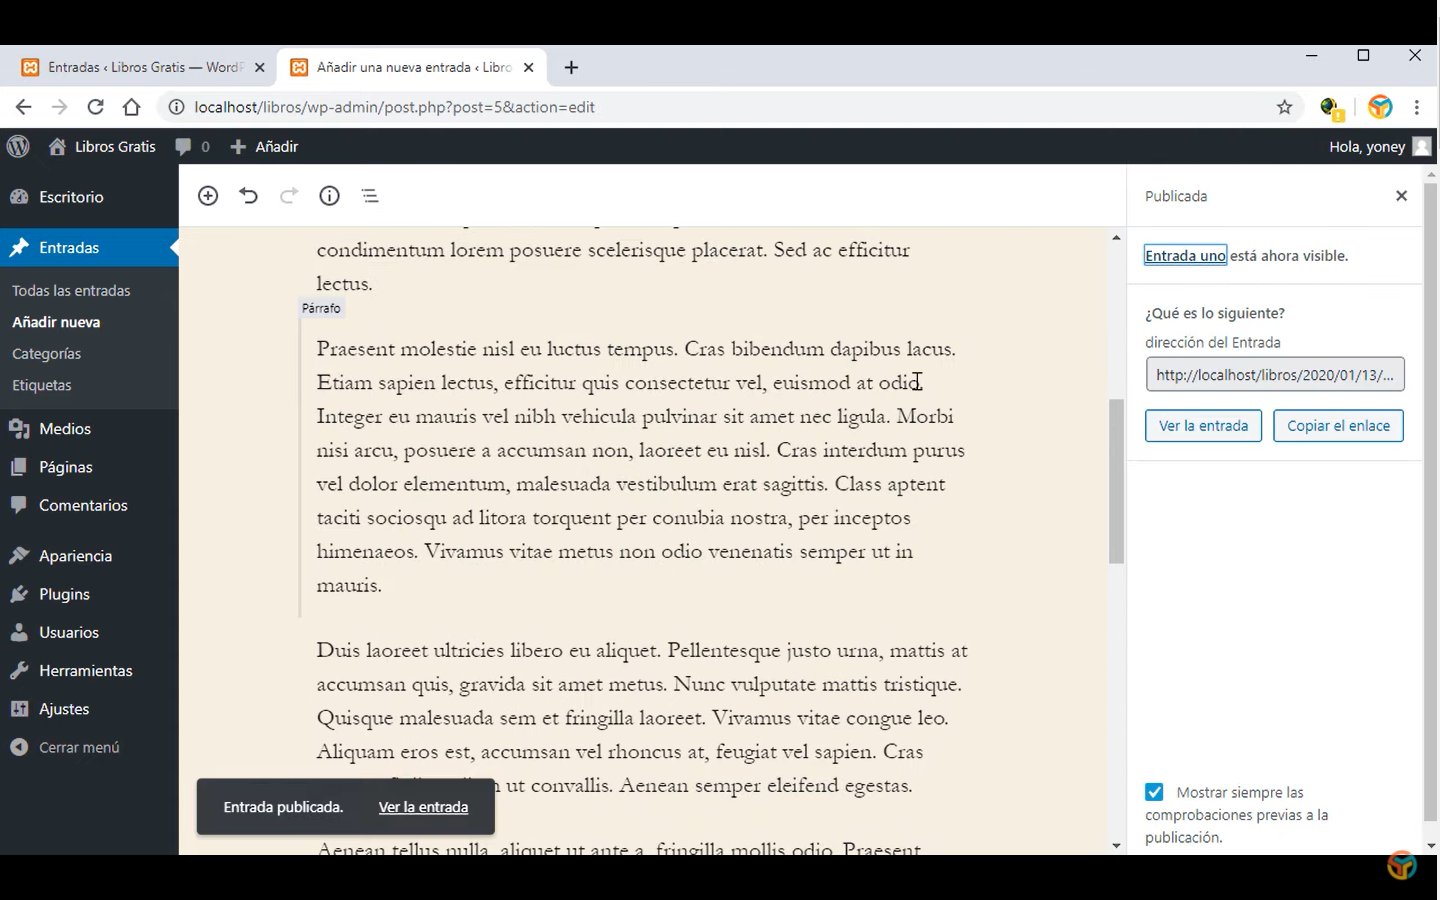 Entradas ‹ Libros Gratis — WordP
Añadir una nueva entrada ‹ Libro
localhost/libros/wp-admin/post.php?post=5&action=edit
Libros Gratis
0
Añadir
Hola, yoney
Escritorio
Entradas
Todas las entradas
Añadir nueva
Categorías
Etiquetas
Medios
Páginas
Comentarios
Apariencia
Plugins
Usuarios
Herramientas
Ajustes
Cerrar menú
condimentum lorem posuere scelerisque placerat. Sed ac efficitur
lectus.
Párrafo
Praesent molestie nisl eu luctus tempus. Cras bibendum dapibus lacus.
Etiam sapien lectus, efficitur quis consectetur vel, euismod at odio.
Integer eu mauris vel nibh vehicula pulvinar sit amet nec ligula. Morbi
nisi arcu, posuere a accumsan non, laoreet eu nisl. Cras interdum purus
vel dolor elementum, malesuada vestibulum erat sagittis. Class aptent
taciti sociosqu ad litora torquent per conubia nostra, per inceptos
himenaeos. Vivamus vitae metus non odio venenatis semper ut in
mauris.
Duis laoreet ultricies libero eu aliquet. Pellentesque justo urna, mattis at
accumsan quis, gravida sit amet metus. Nunc vulputate mattis tristique.
Quisque malesuada sem et fringilla laoreet. Vivamus vitae congue leo.
Aliquam eros est, accumsan vel rhoncus at, feugiat vel sapien. Cras
ut convallis. Aenean semper eleifend egestas.
Aenean tellus nulla, aliquet ut ante a, fringilla mollis odio. Praesent
Entrada publicada. Ver la entrada
Publicada
Entrada uno está ahora visible.
¿Qué es lo siguiente?
dirección del Entrada
http://localhost/libros/2020/01/13/...
Ver la entrada
Copiar el enlace
Mostrar siempre las
comprobaciones previas a la
publicación.